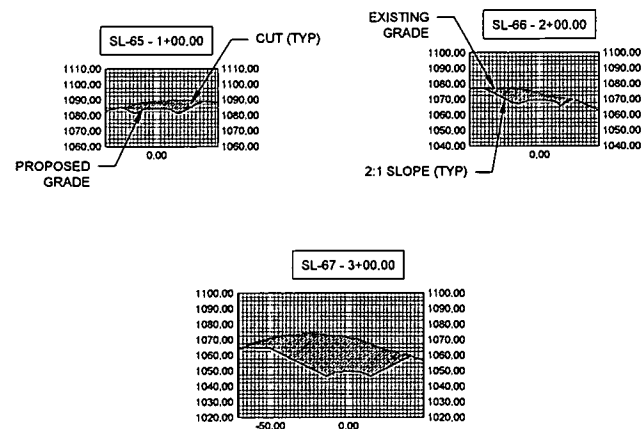 SL-65 - 1+00.00
CUT (TYP)
1110.00 1110.00
1100.00 1100.00
1090.00 1090.00
1080.00 1080.00
1070.00 1070.00
1060.00 1060.00
0.00
PROPOSED
GRADE
EXISTING
GRADE
SL-66 - 2+00.00
1100.00 1100.00
1090.00 1090.00
1080.00 1080.00
1070.00 1070.00
1060.00 1060.00
1050.00 1050.00
1040.00 1040.00
0.00
2:1 SLOPE (TYP)
SL-67 - 3+00.00
1100.00 1100.00
1090.00 1090.00
1080.00 1080.00
1070.00 1070.00
1060.00 1060.00
1050.00 1050.00
1040.00 1040.00
1030.00 1030.00
1020.00 1020.00
-50.00 0.00